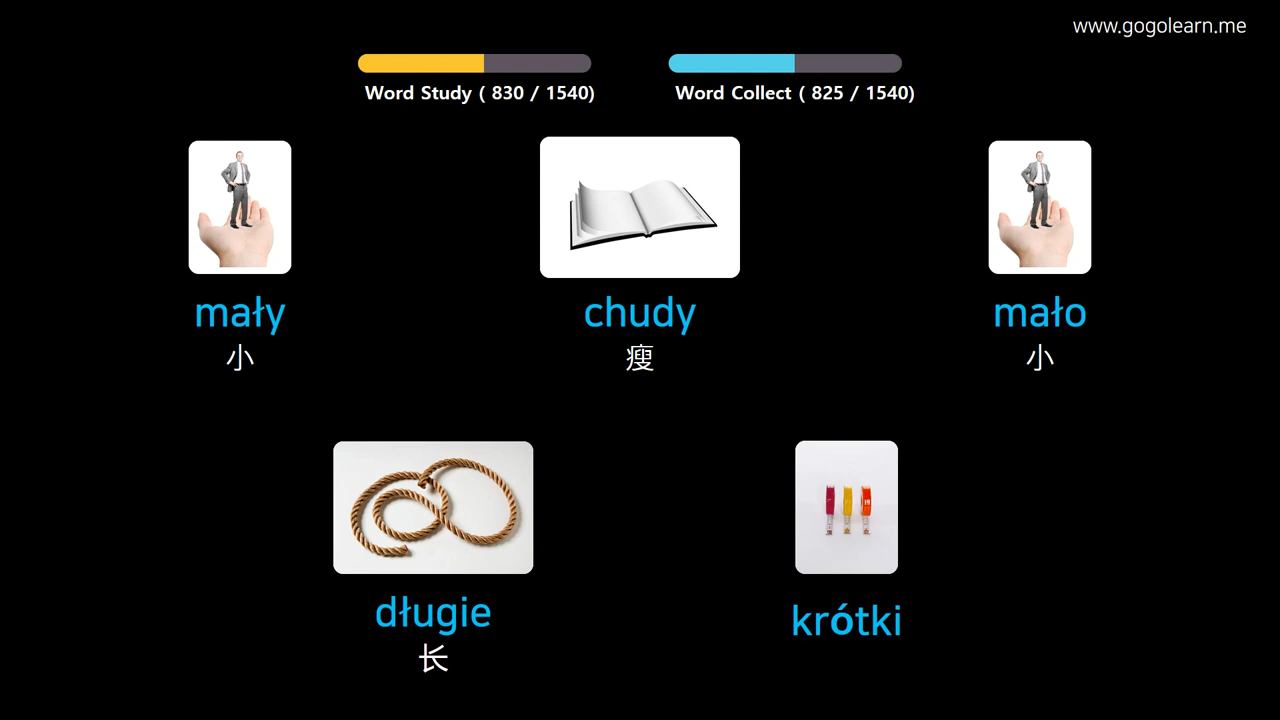 www.gogolearn.me
Word Study ( 830 / 1540)
Word Collect ( 825 / 1540)
mały
小
chudy
瘦
mało
小
długie
长
krótki